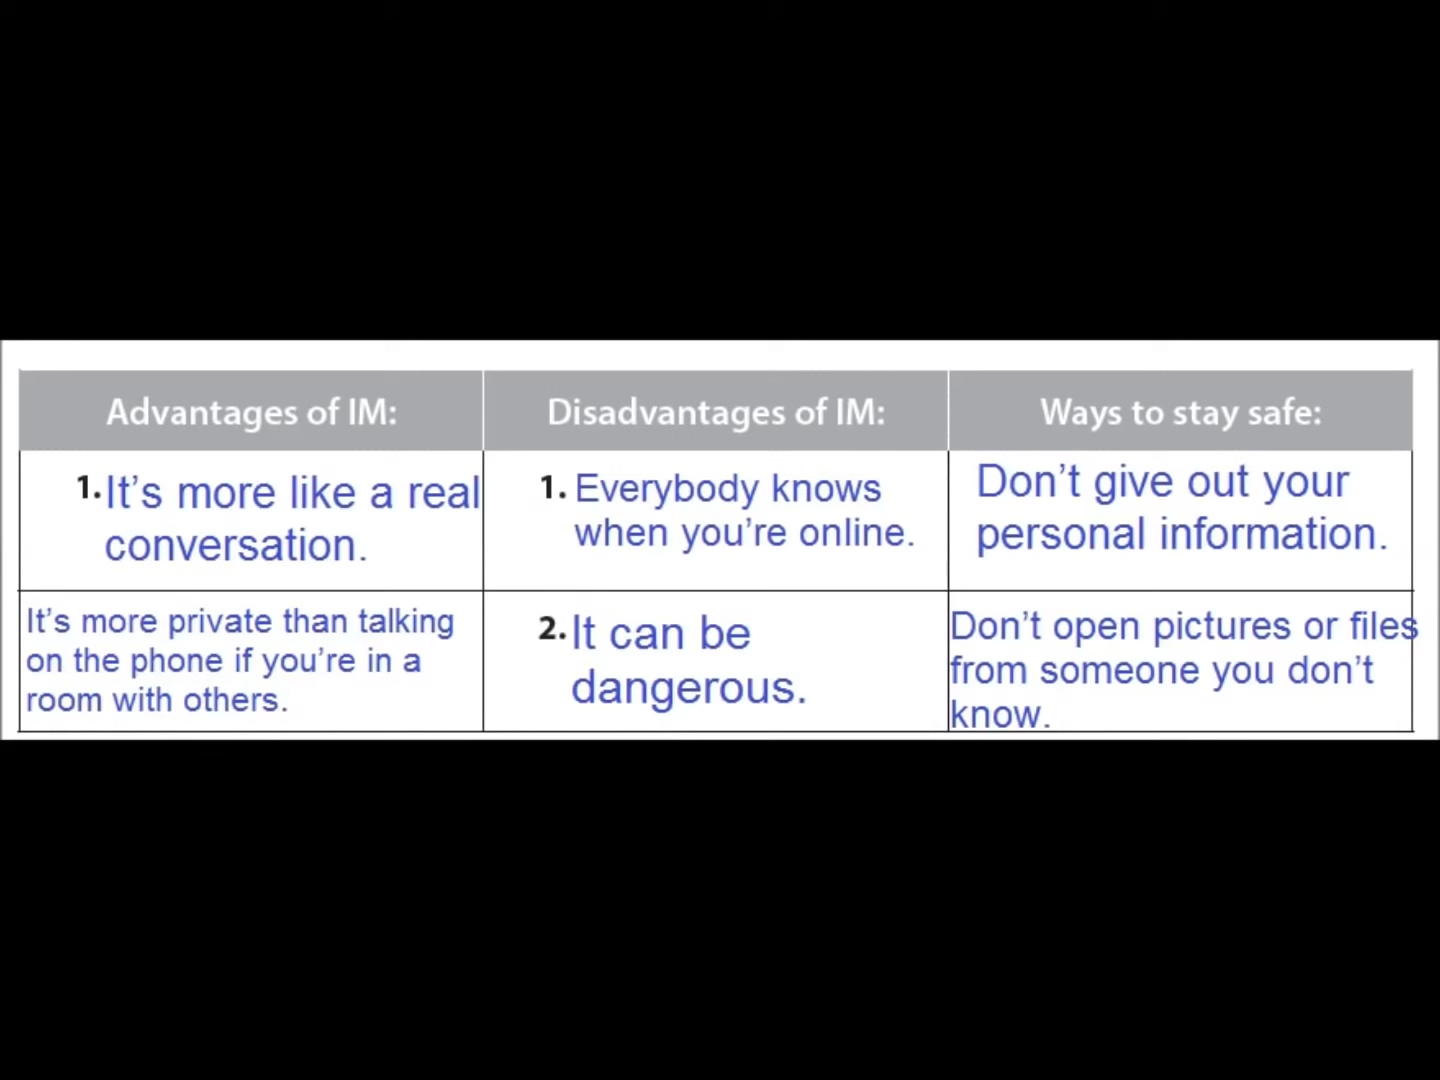 Advantages of IM:
Disadvantages of IM:
Ways to stay safe:
1. It's more like a real
conversation.
1. Everybody knows
when you're online.
Don't give out your
personal information.
It's more private than talking
on the phone if you're in a
room with others.
2. It can be
dangerous.
Don't open pictures or files
from someone you don't
know.